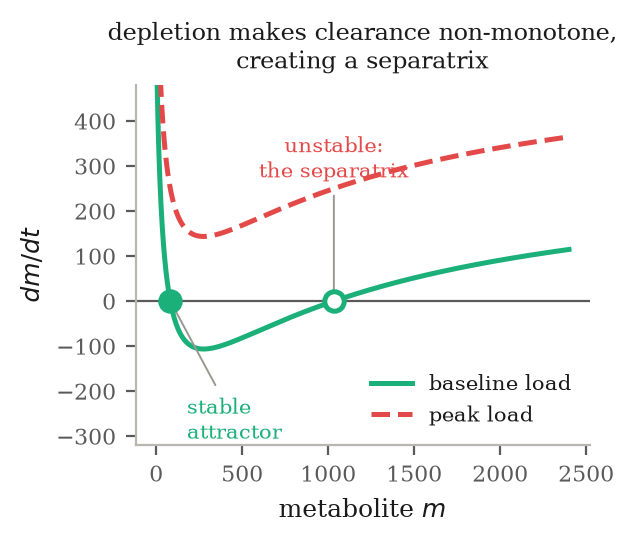 depletion makes clearance non-monotone,
creating a separatrix
dm/dt
400
300
200
100
0
−100
−200
−300
unstable:
the separatrix
stable
attractor
baseline load
peak load
0
500
1000
1500
2000
2500
metabolite m